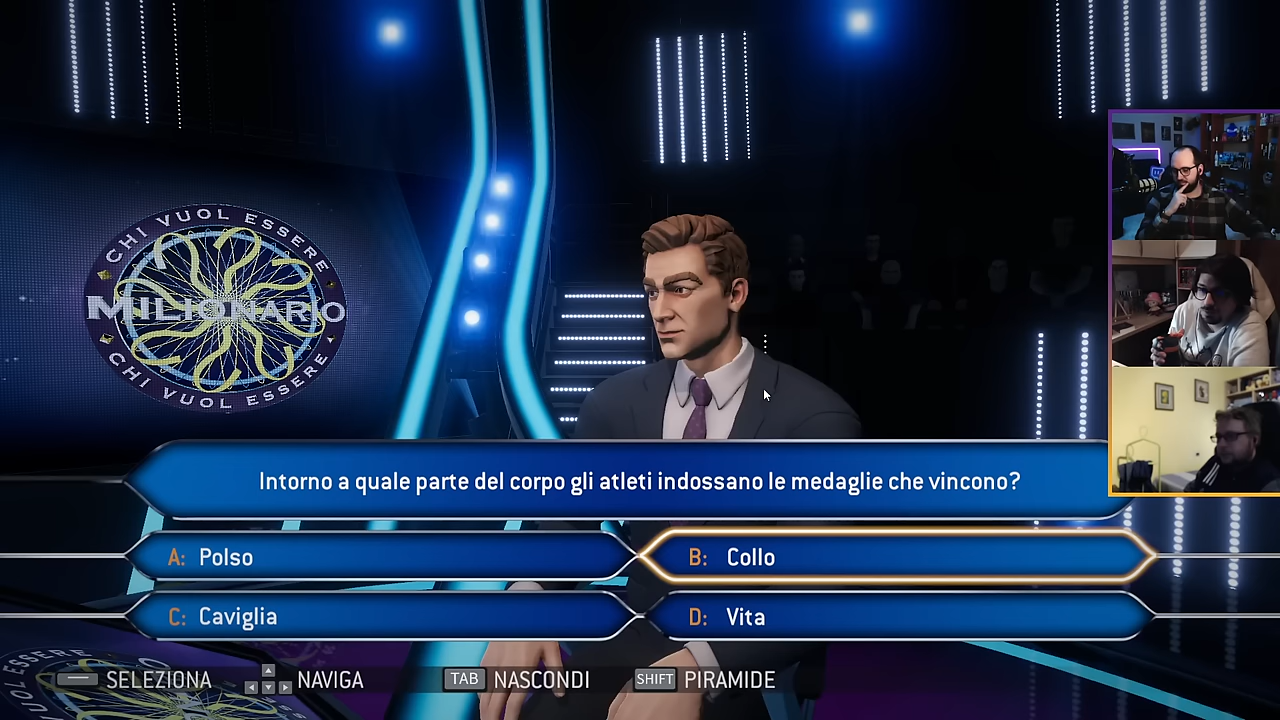 CHI VUOL ESSERE
MILIONARIO
CHI VUOL ESSERE
Intorno a quale parte del corpo gli atleti indossano le medaglie che vincono?
A: Polso
B: Collo
C: Caviglia
D: Vita
ESSERE
SELEZIONA
NAVIGA
TAB NASCONDI
SHIFT PIRAMIDE